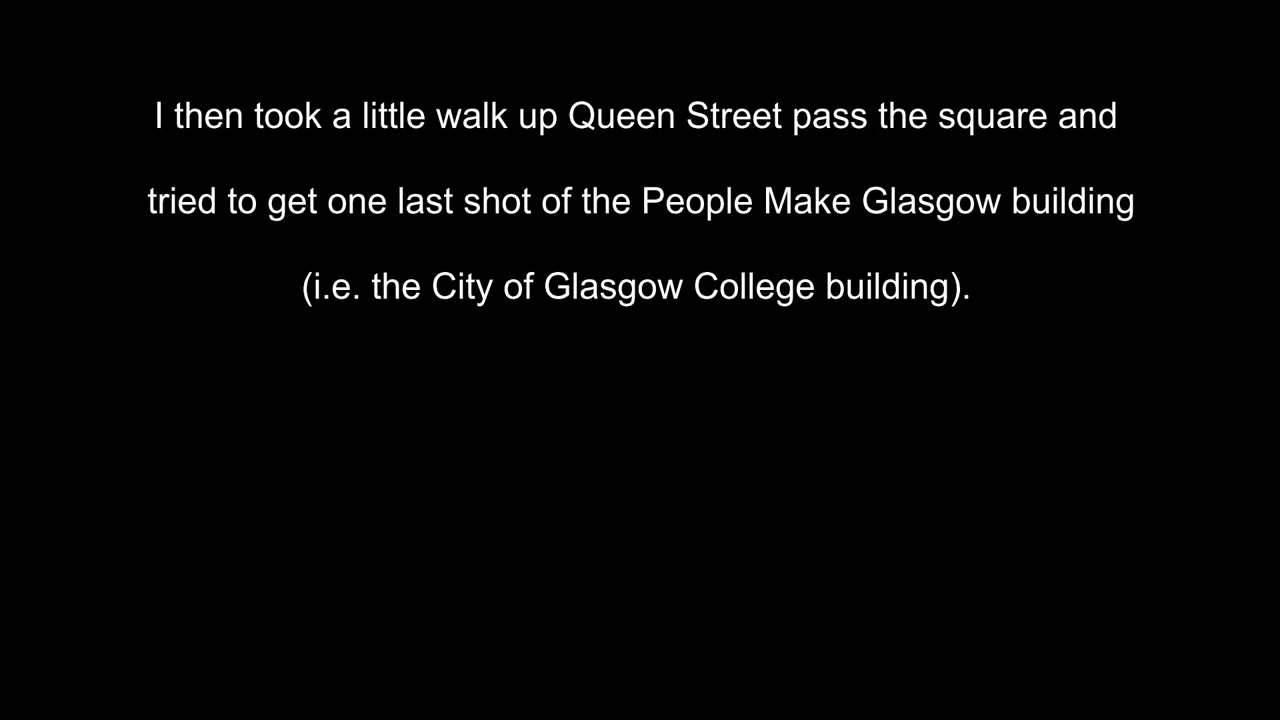 I then took a little walk up Queen Street pass the square and
tried to get one last shot of the People Make Glasgow building
(i.e. the City of Glasgow College building).